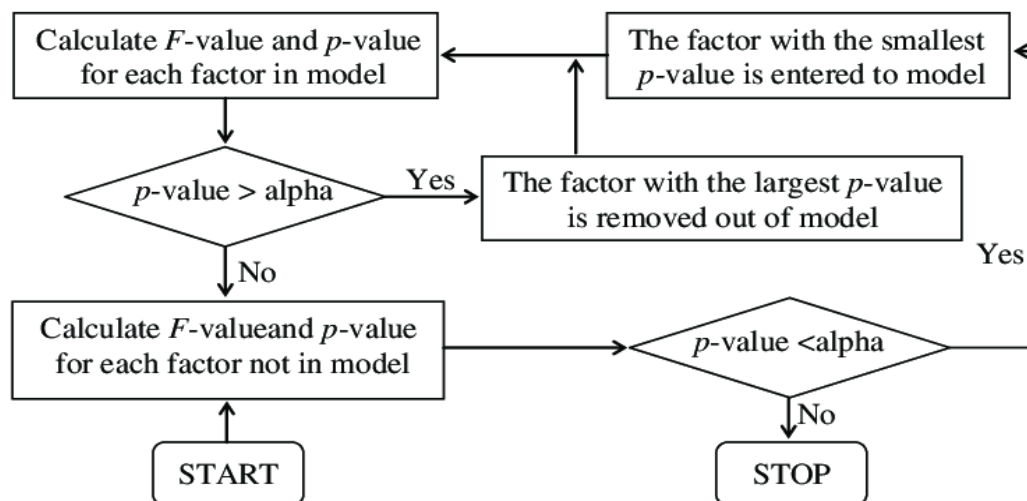 Calculate F-value and p-value
for each factor in model
The factor with the smallest
p-value is entered to model
p-value > alpha
Yes
The factor with the largest p-value
is removed out of model
Yes
No
Calculate F-valueand p-value
for each factor not in model
p-value <alpha
No
START
STOP